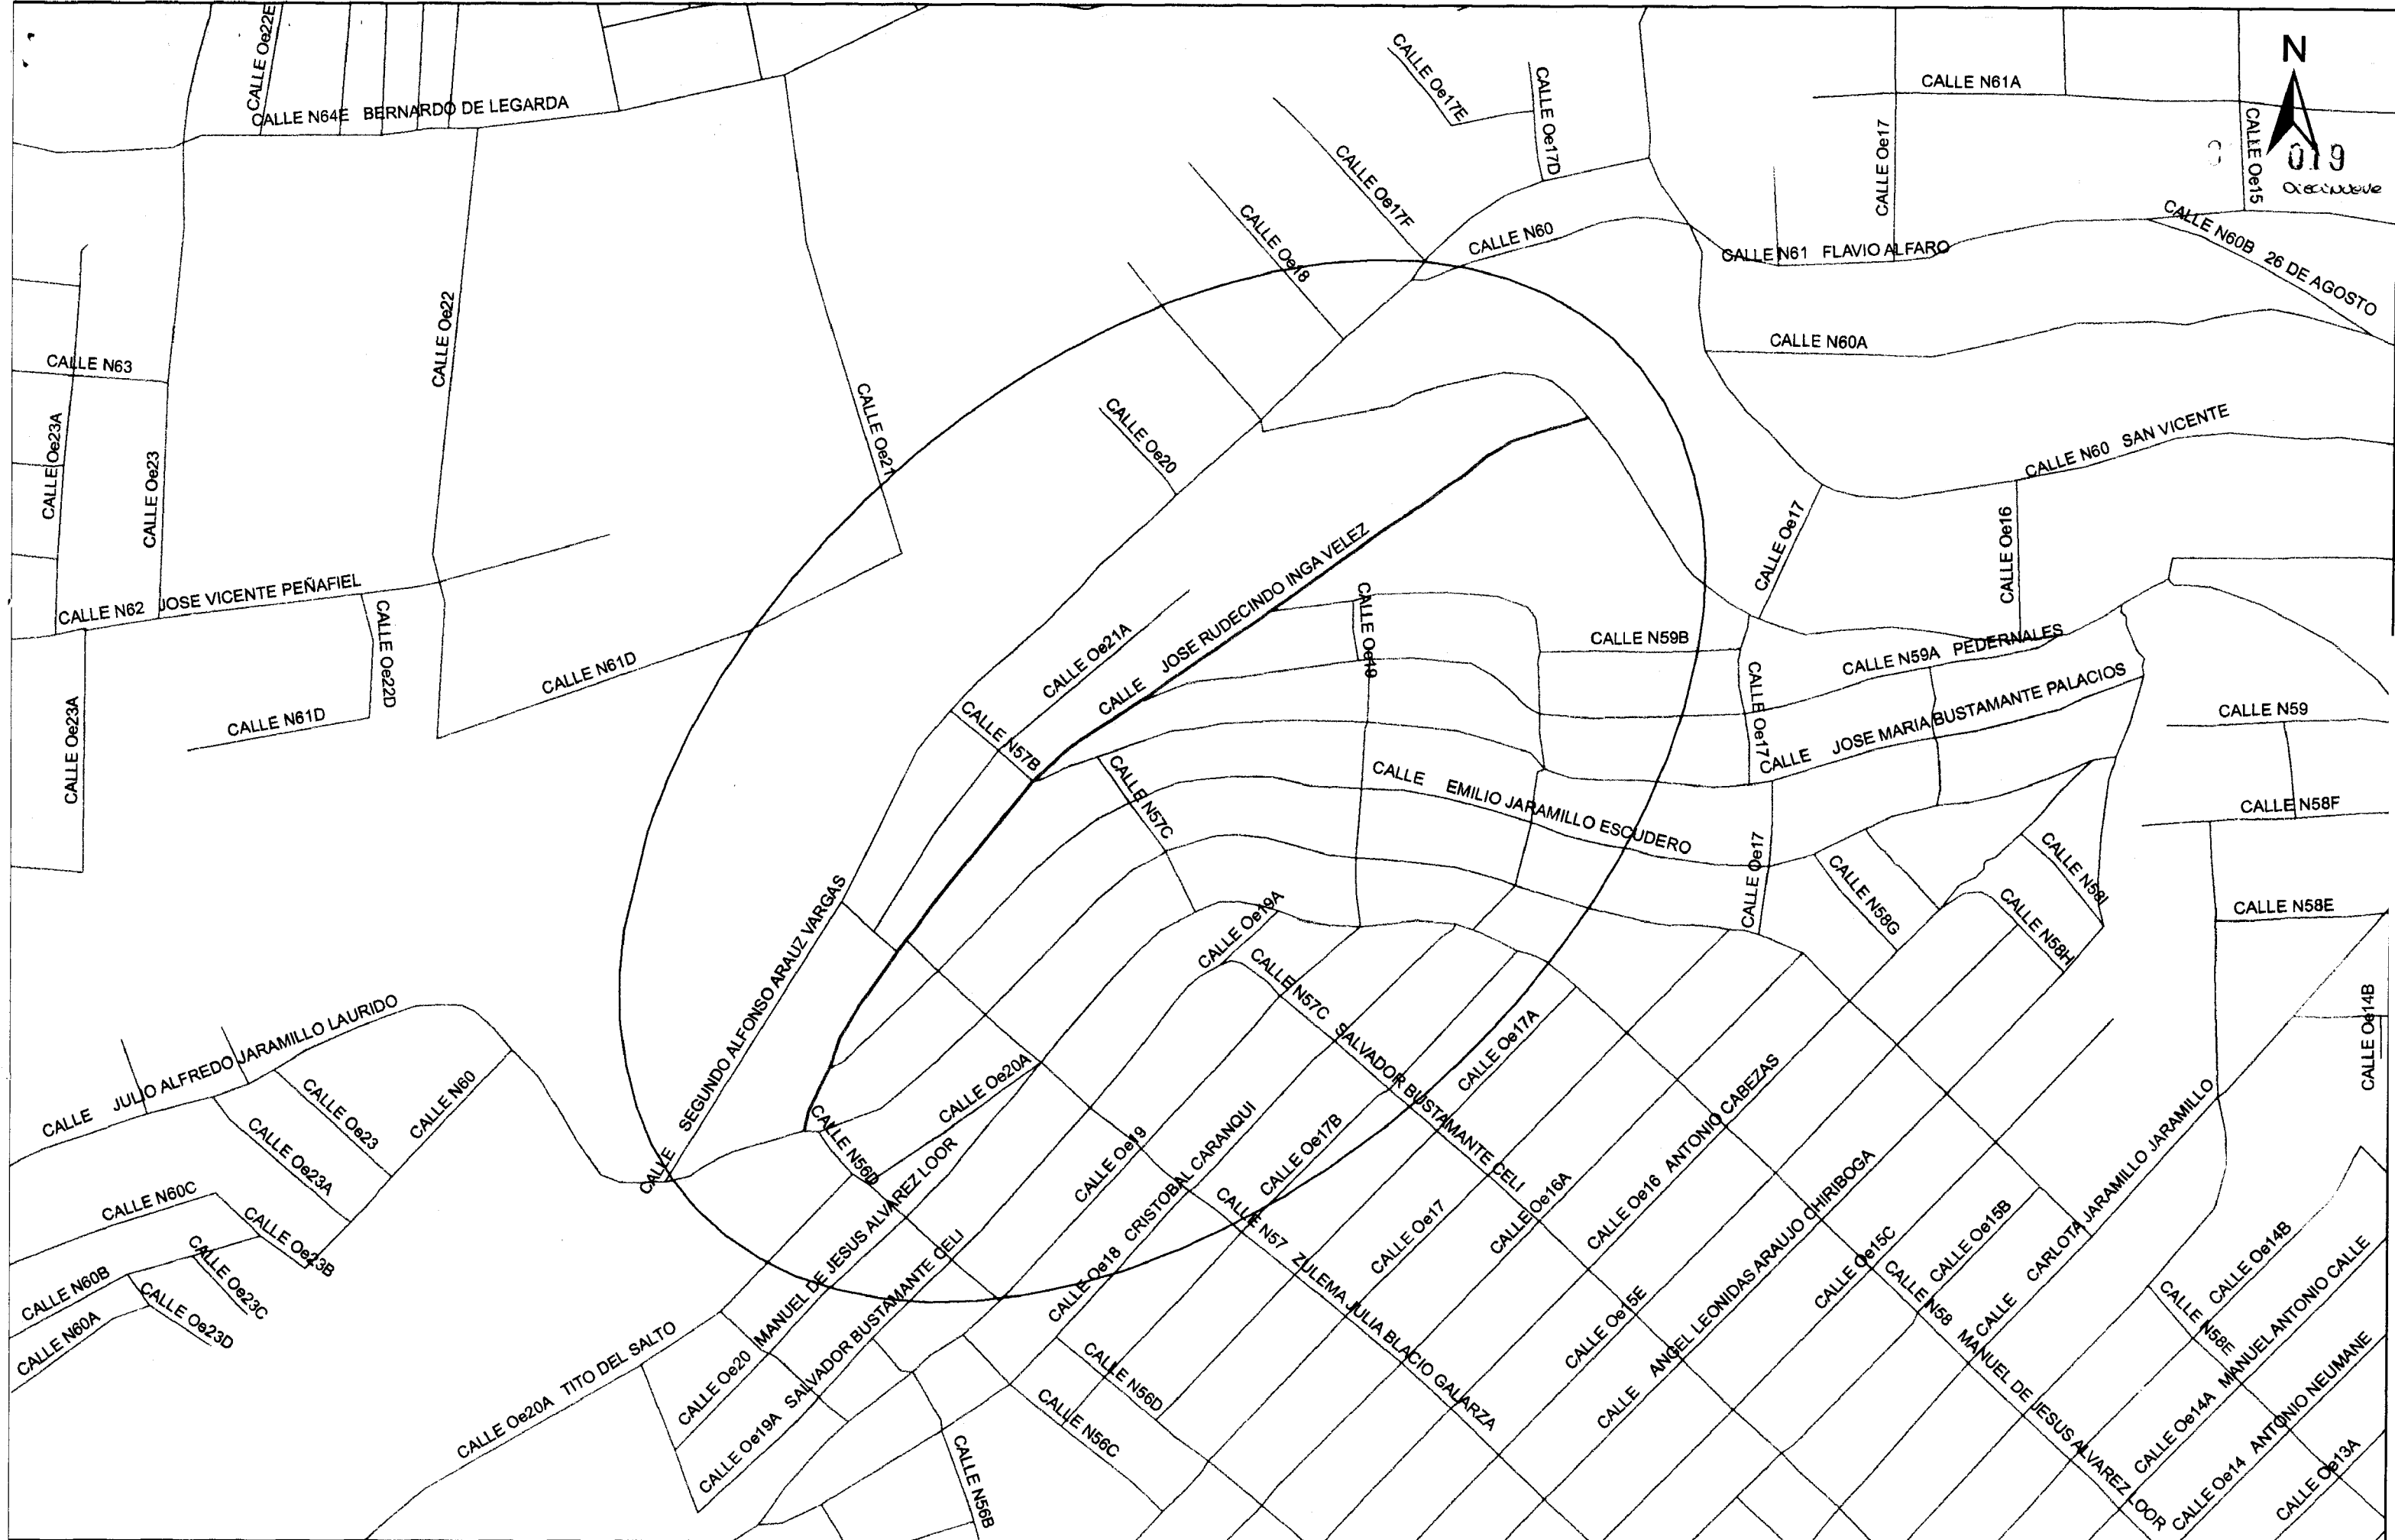 CALLE Oe22E
CALLE N64E BERNARDO DE LEGARDA
CALLE Oe17E
CALLE Oe17D
CALLE N61A
N
CALLE Oe17
CALLE Oe15
019
Diecinueve
CALLE Oe17F
CALLE Oe18
CALLE N60
CALLE N61 FLAVIO ALFARO
CALLE N60B 26 DE AGOSTO
CALLE Oe22
CALLE N63
CALLE N60A
CALLE Oe23A
CALLE Oe23
CALLE Oe21
CALLE Oe20
CALLE N60 SAN VICENTE
CALLE Oe17
CALLE Oe16
CALLE JOSE RUDECINDO INGA VELEZ
CALLE N62 JOSE VICENTE PEÑAFIEL
CALLE Oe22D
CALLE N61D
CALLE N61D
CALLE Oe23A
CALLE Oe21A
CALLE Oe19
CALLE N59B
CALLE N59A PEDERNALES
CALLE Oe17
CALLE JOSE MARIA BUSTAMANTE PALACIOS
CALLE N59
CALLE N57B
CALLE N57C
CALLE EMILIO JARAMILLO ESCUDERO
CALLE N58F
CALLE Oe17
CALLE N58G
CALLE N58I
CALLE N58H
CALLE N58E
CALLE SEGUNDO ALFONSO ARAUZ VARGAS
CALLE Oe19A
CALLE N57C SALVADOR BUSTAMANTE CELI
CALLE Oe17A
CALLE Oe14B
CALLE JULIO ALFREDO JARAMILLO LAURIDO
CALLE Oe23
CALLE N60
CALLE Oe23A
CALLE Oe20A
CALLE N56D
CALLE Oe19
CALLE Oe17B
CALLE N60C
CALLE Oe23B
CALLE Oe23C
CALLE N60B
CALLE Oe23D
CALLE N60A
CALLE Oe20 MANUEL DE JESUS ALVAREZ LOOR
CALLE Oe19A SALVADOR BUSTAMANTE CELI
CALLE Oe18 CRISTOBAL CARANQUI
CALLE N57 ZULEMA JULIA BLACIO GALARZA
CALLE Oe17
CALLE Oe16A
CALLE Oe16 ANTONIO CABEZAS
CALLE Oe15E
CALLE ANGEL LEONIDAS ARAUJO CHIRIBOGA
CALLE Oe15C
CALLE Oe15B
CALLE N58 MANUEL DE JESUS ALVAREZ LOOR
CALLE CARLOTA JARAMILLO JARAMILLO
CALLE Oe14B
CALLE N58E
CALLE Oe14A MANUEL ANTONIO CALLE
CALLE Oe14 ANTONIO NEUMANE
CALLE Oe13A
CALLE Oe20A TITO DEL SALTO
CALLE N56D
CALLE N56C
CALLE N56B